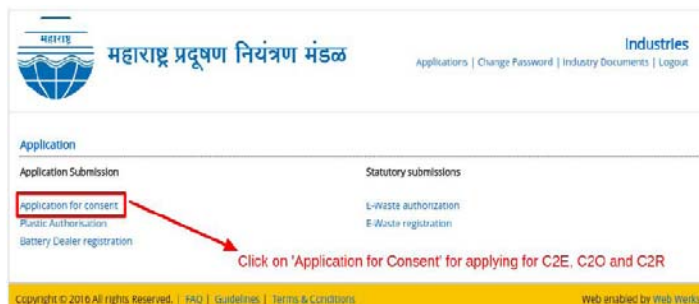 महाराष्ट्र
महाराष्ट्र प्रदूषण नियंत्रण मंडळ
Industries
Applications | Change Password | Industry Documents | Logout
Application
Application Submission
Statutory submissions
Application for consent
E-Waste authorization
Plastic Authorisation
E-Waste registration
Battery Dealer registration
Click on 'Application for Consent' for applying for C2E, C2O and C2R
Copyright © 2016 All rights Reserved. | FAQ | Guidelines | Terms & Conditions
Web enabled by Web Werks